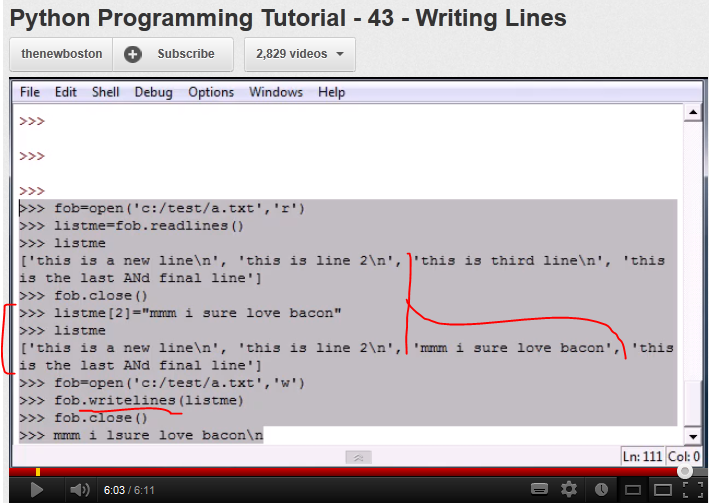 Python Programming Tutorial - 43 - Writing Lines
thenewboston Subscribe 2,829 videos
File Edit Shell Debug Options Windows Help
>>>
>>>
>>>
>>> fob=open('c:/test/a.txt','r')
>>> listme=fob.readlines()
>>> listme
['this is a new line\n', 'this is line 2\n', 'this is third line\n', 'this
is the last ANd final line']
>>> fob.close()
>>> listme[2]="mmm i sure love bacon"
>>> listme
['this is a new line\n', 'this is line 2\n', 'mmm i sure love bacon', 'this
is the last ANd final line']
>>> fob=open('c:/test/a.txt','w')
>>> fob.writelines(listme)
>>> fob.close()
>>> mmm i lsure love bacon\n
Ln: 111 Col: 0
6:03 / 6:11